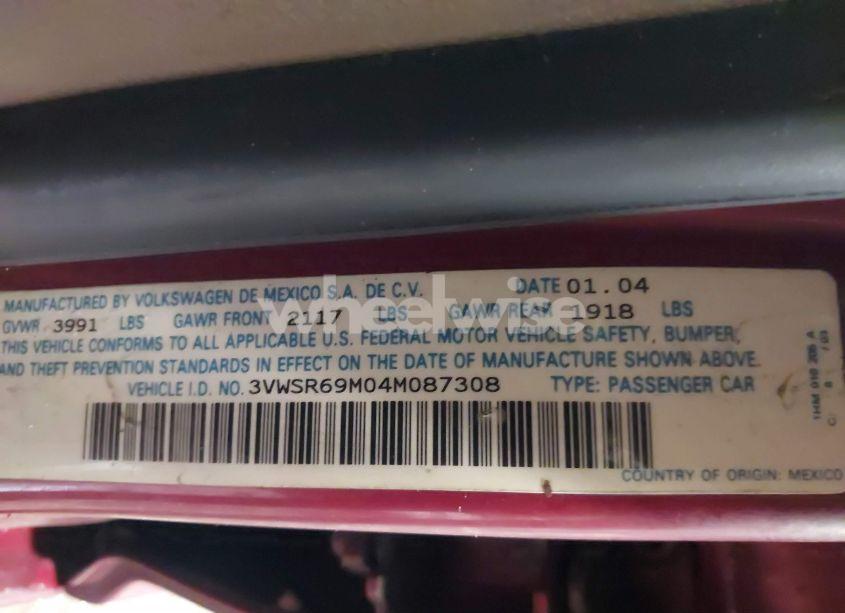 MANUFACTURED BY VOLKSWAGEN DE MEXICO S.A. DE C.V. DATE 01.04
GVWR 3991 LBS GAWR FRONT 2117 LBS GAWR REAR 1918 LBS
THIS VEHICLE CONFORMS TO ALL APPLICABLE U.S. FEDERAL MOTOR VEHICLE SAFETY, BUMPER,
AND THEFT PREVENTION STANDARDS IN EFFECT ON THE DATE OF MANUFACTURE SHOWN ABOVE.
VEHICLE I.D. NO. 3VWSR69M04M087308 TYPE: PASSENGER CAR
COUNTRY OF ORIGIN: MEXICO
wheelwise